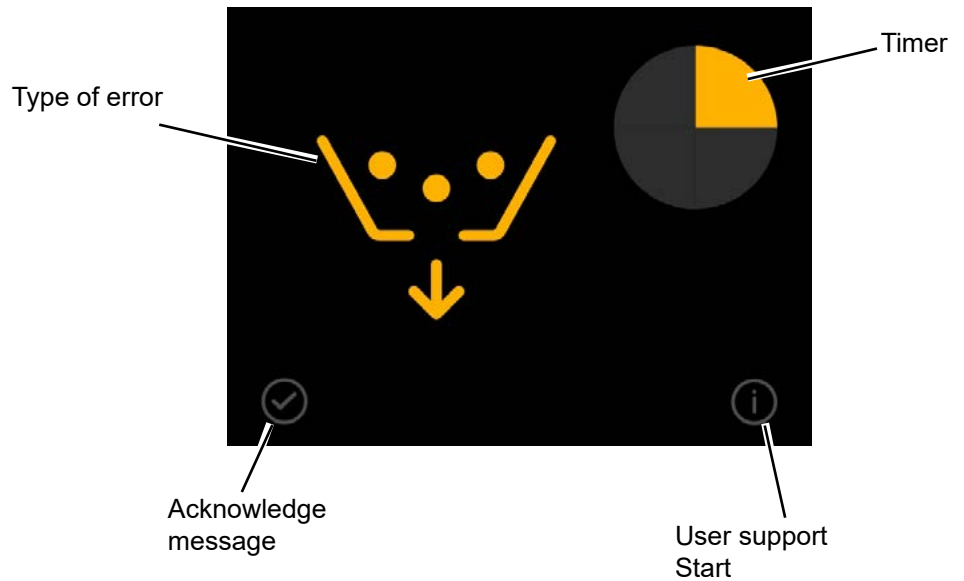 Timer
Type of error
Acknowledge
message
User support
Start